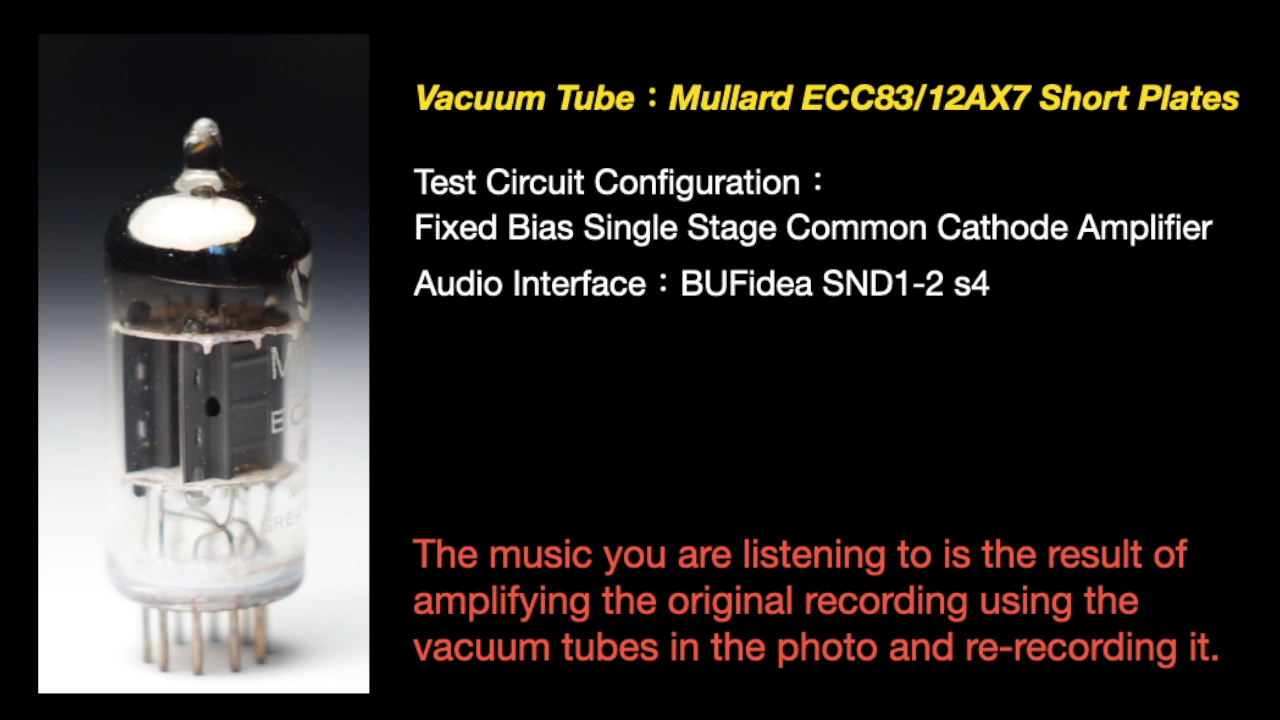 Vacuum Tube：Mullard ECC83/12AX7 Short Plates
Test Circuit Configuration：
Fixed Bias Single Stage Common Cathode Amplifier
Audio Interface：BUFidea SND1-2 s4
The music you are listening to is the result of
amplifying the original recording using the
vacuum tubes in the photo and re-recording it.